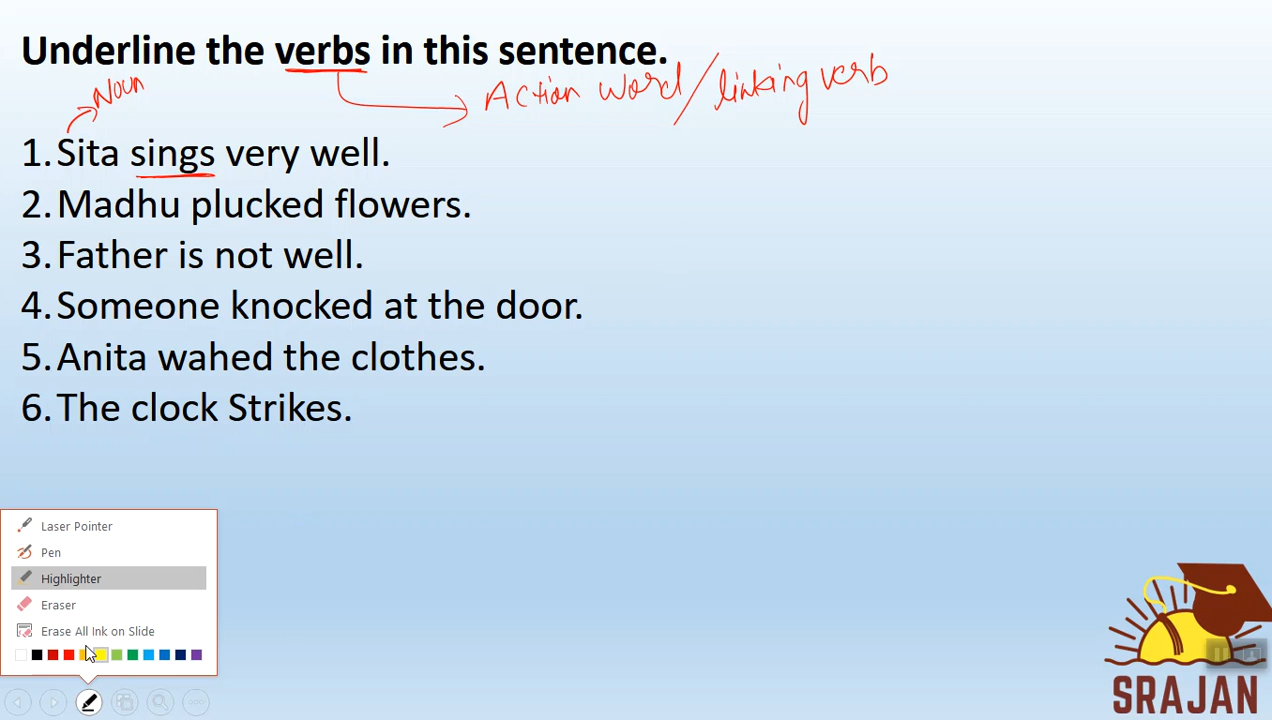 Underline the verbs in this sentence.
Noun
Action Word / linking verb
1. Sita sings very well.
2. Madhu plucked flowers.
3. Father is not well.
4. Someone knocked at the door.
5. Anita wahed the clothes.
6. The clock Strikes.
Laser Pointer
Pen
Highlighter
Eraser
Erase All Ink on Slide
SRAJAN